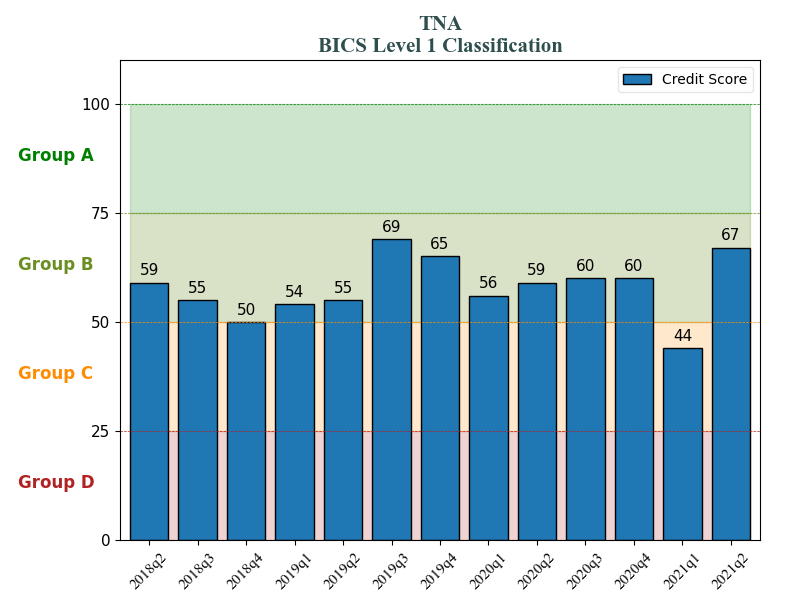 TNA
BICS Level 1 Classification
Credit Score
100
Group A
75
69
67
65
Group B
59
55
50
54
55
56
59
60
60
50
44
Group C
25
Group D
0
2018q2
2018q3
2018q4
2019q1
2019q2
2019q3
2019q4
2020q1
2020q2
2020q3
2020q4
2021q1
2021q2